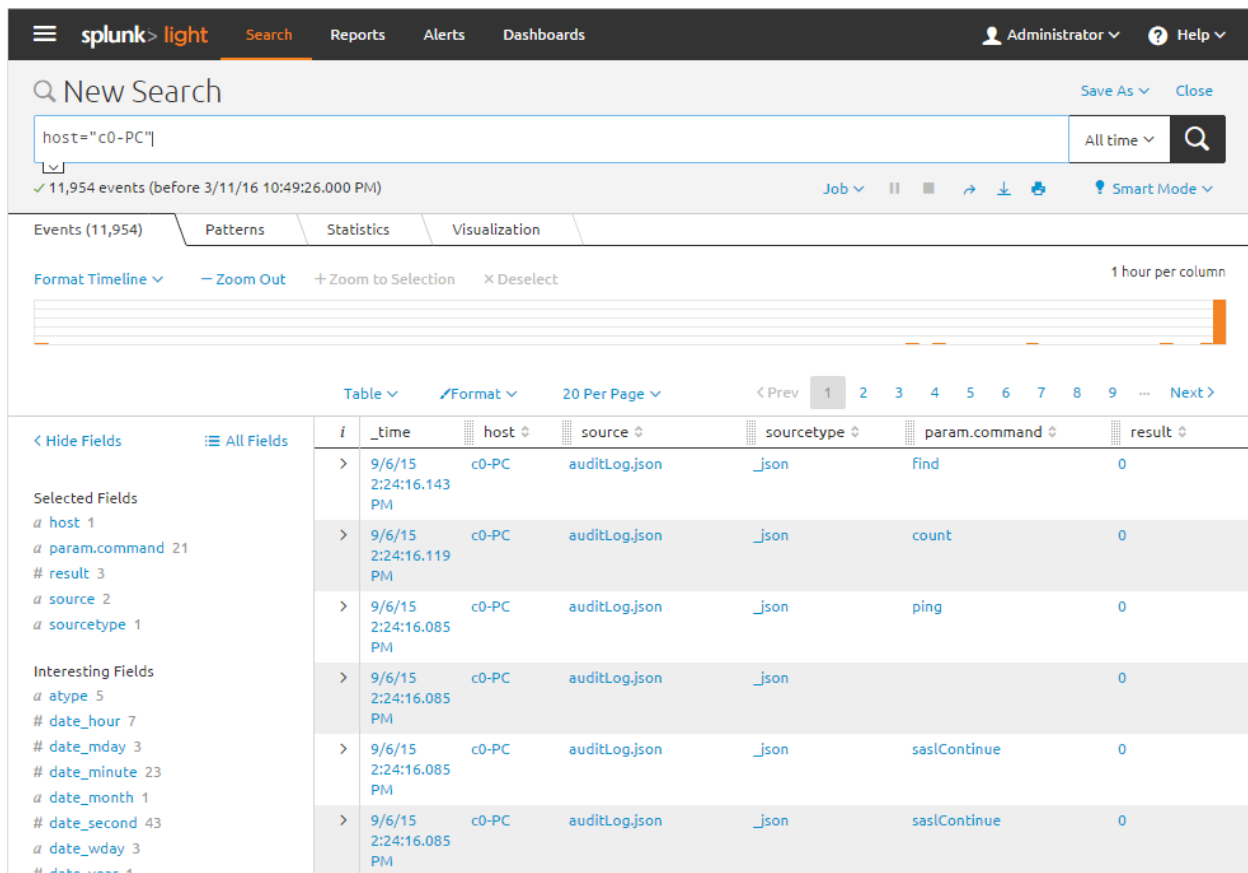 splunk> light Search Reports Alerts Dashboards Administrator Help
New Search
Save As Close
host="c0-PC"
All time
11,954 events (before 3/11/16 10:49:26.000 PM)
Job Smart Mode
Events (11,954) Patterns Statistics Visualization
Format Timeline — Zoom Out + Zoom to Selection × Deselect
1 hour per column
Table Format 20 Per Page < Prev 1 2 3 4 5 6 7 8 9 ... Next >
< Hide Fields All Fields
Selected Fields
a host 1
a param.command 21
# result 3
a source 2
a sourcetype 1
Interesting Fields
a atype 5
# date_hour 7
# date_mday 3
# date_minute 23
a date_month 1
# date_second 43
a date_wday 3
# date_year 1
i _time host source sourcetype param.command result
> 9/6/15 c0-PC auditLog.json _json find 0
2:24:16.143
PM
> 9/6/15 c0-PC auditLog.json _json count 0
2:24:16.119
PM
> 9/6/15 c0-PC auditLog.json _json ping 0
2:24:16.085
PM
> 9/6/15 c0-PC auditLog.json _json 0
2:24:16.085
PM
> 9/6/15 c0-PC auditLog.json _json saslContinue 0
2:24:16.085
PM
> 9/6/15 c0-PC auditLog.json _json saslContinue 0
2:24:16.085
PM